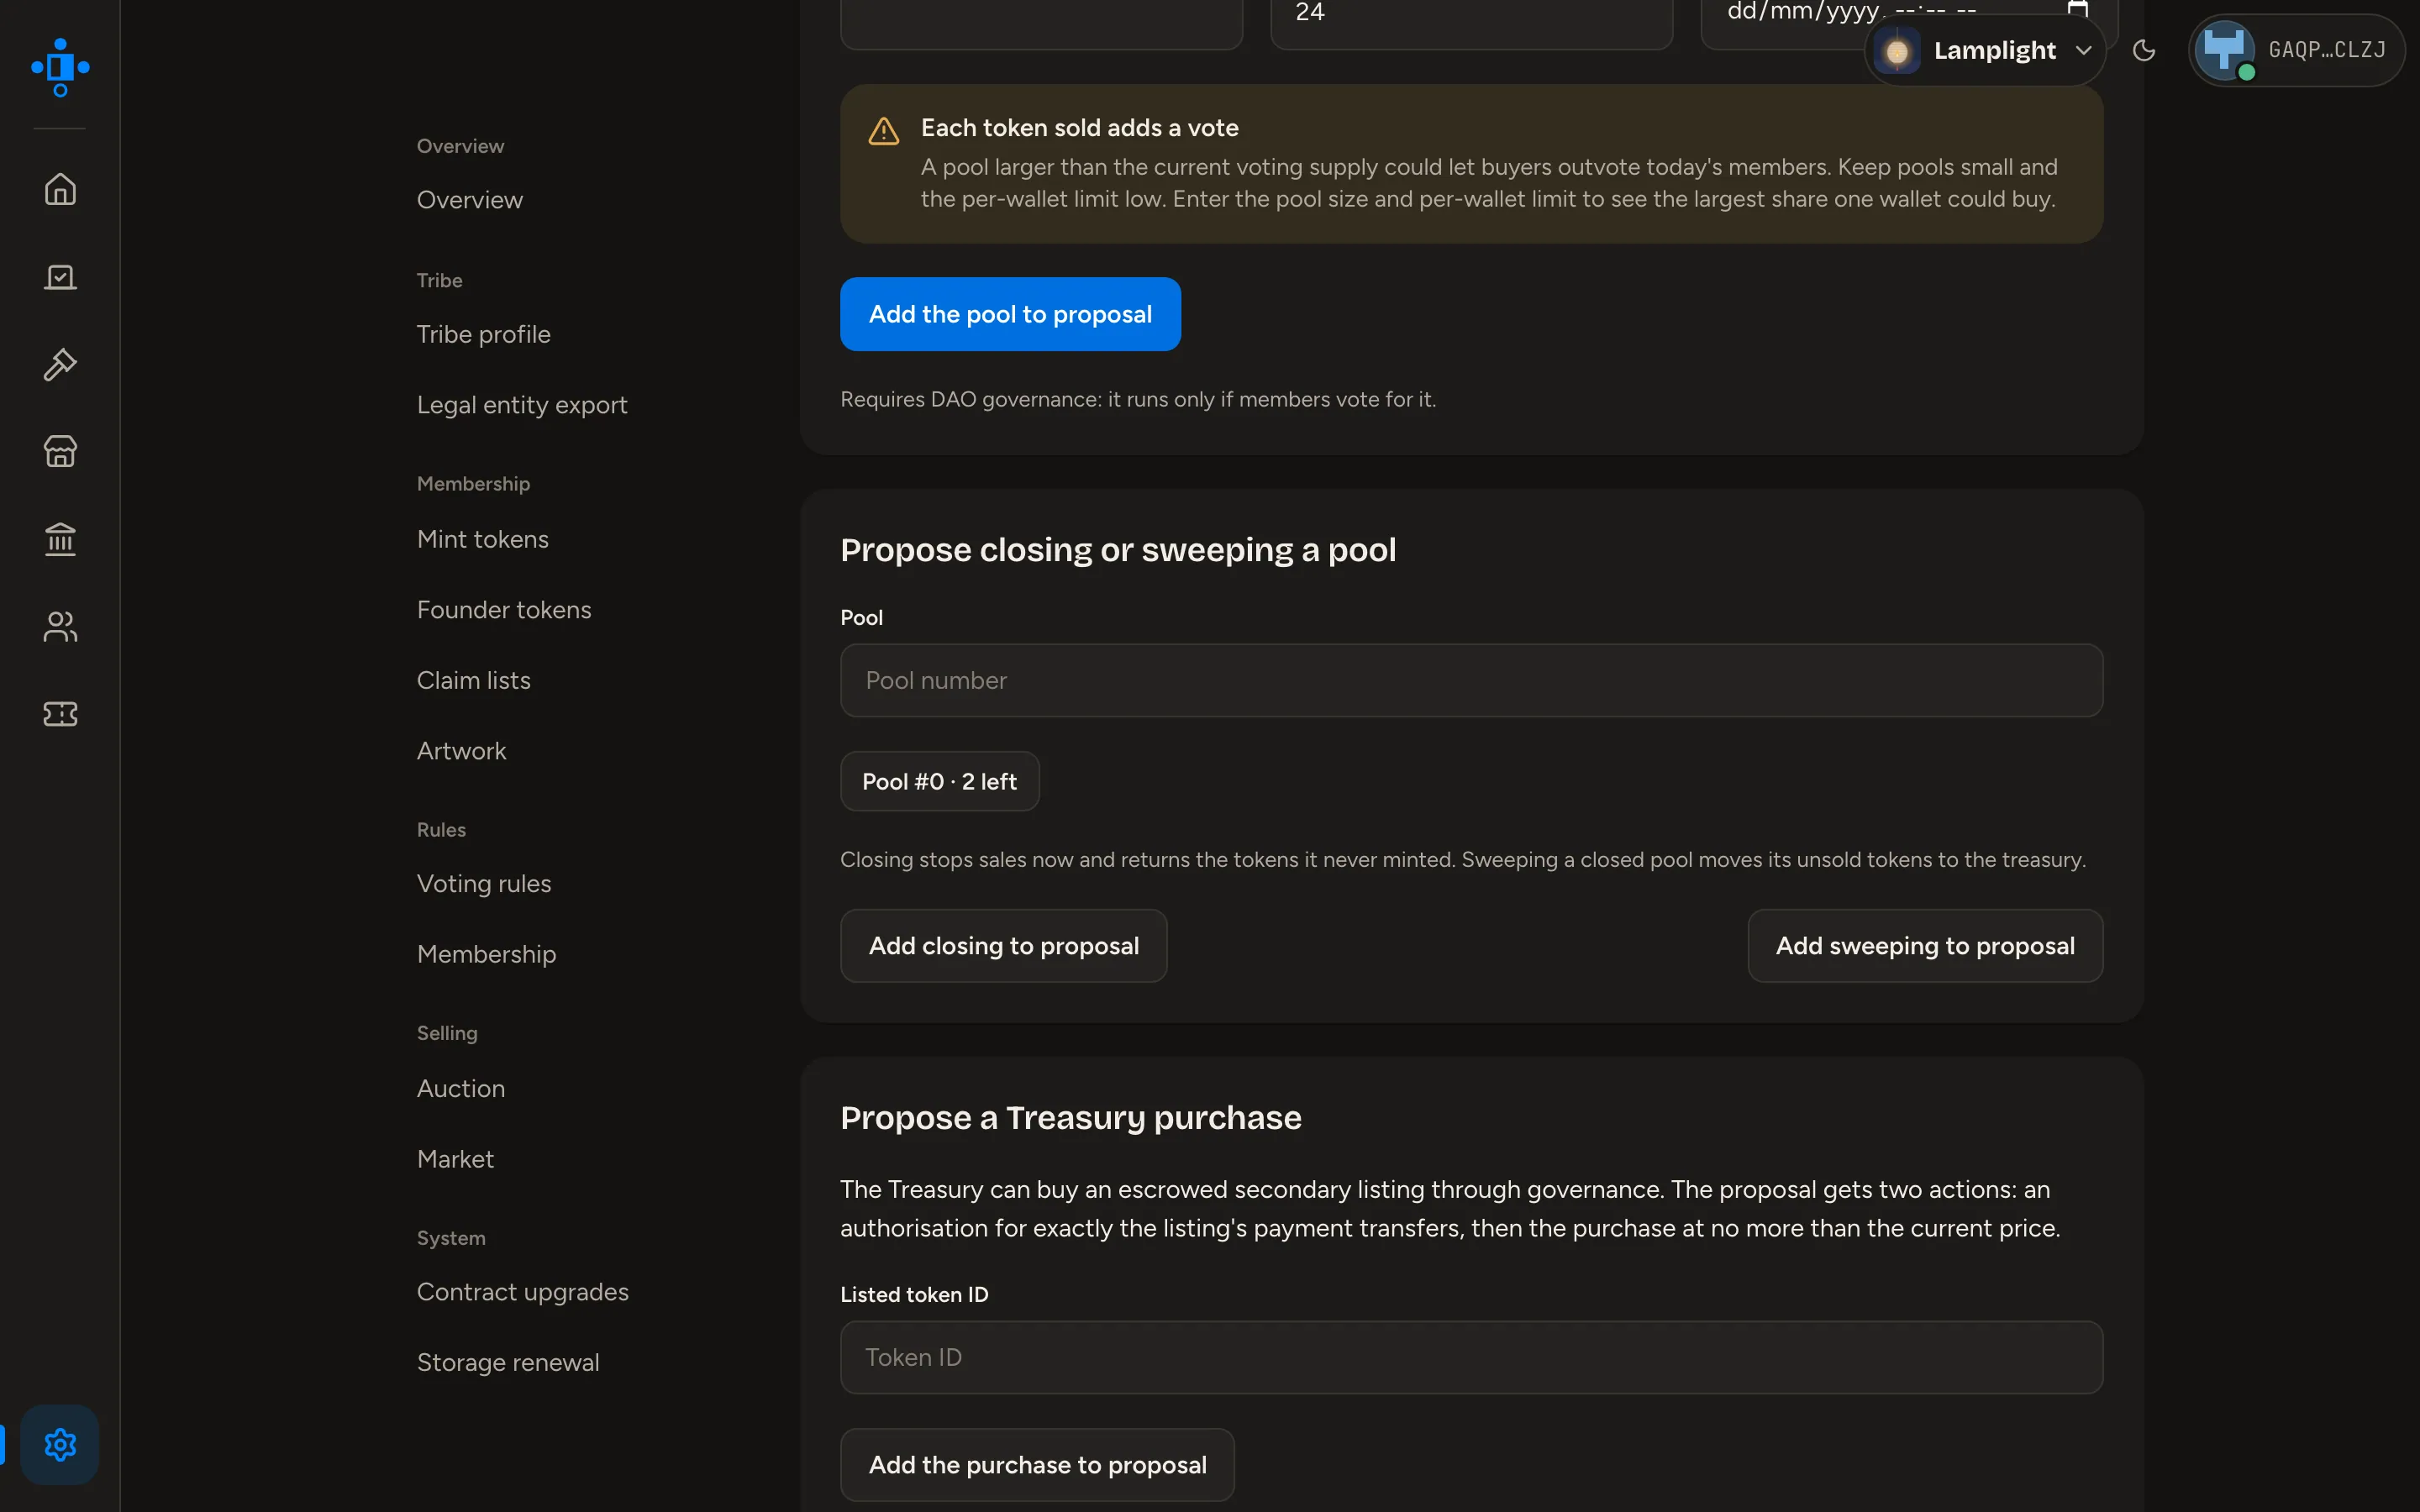 24
dd/mm/yyyy, --:-- --
Lamplight
GAQP…CLZJ
Overview
Overview
Tribe
Tribe profile
Legal entity export
Membership
Mint tokens
Founder tokens
Claim lists
Artwork
Rules
Voting rules
Membership
Selling
Auction
Market
System
Contract upgrades
Storage renewal
Each token sold adds a vote
A pool larger than the current voting supply could let buyers outvote today's members. Keep pools small and
the per-wallet limit low. Enter the pool size and per-wallet limit to see the largest share one wallet could buy.
Add the pool to proposal
Requires DAO governance: it runs only if members vote for it.
Propose closing or sweeping a pool
Pool
Pool number
Pool #0 · 2 left
Closing stops sales now and returns the tokens it never minted. Sweeping a closed pool moves its unsold tokens to the treasury.
Add closing to proposal
Add sweeping to proposal
Propose a Treasury purchase
The Treasury can buy an escrowed secondary listing through governance. The proposal gets two actions: an
authorisation for exactly the listing's payment transfers, then the purchase at no more than the current price.
Listed token ID
Token ID
Add the purchase to proposal